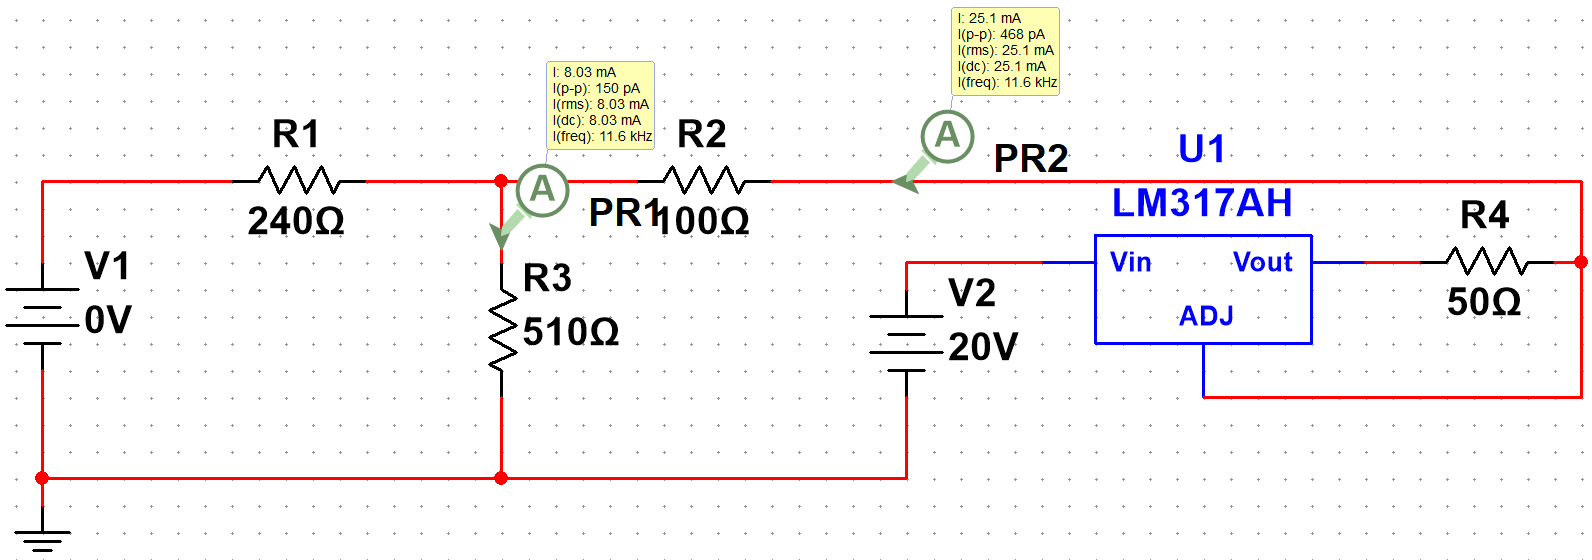 I: 25.1 mA
I(p-p): 468 pA
I(rms): 25.1 mA
I(dc): 25.1 mA
I(freq): 11.6 kHz
I: 8.03 mA
I(p-p): 150 pA
I(rms): 8.03 mA
I(dc): 8.03 mA
I(freq): 11.6 kHz
R1
240Ω
A
PR1
R2
100Ω
A
PR2
U1
LM317AH
Vin
Vout
ADJ
R4
50Ω
V1
0V
R3
510Ω
V2
20V